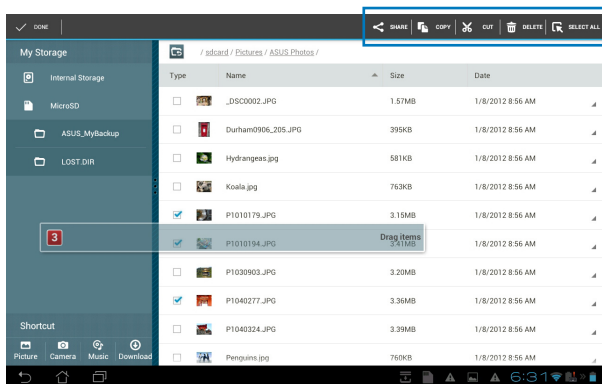 DONE SHARE COPY CUT DELETE SELECT ALL
My Storage / sdcard / Pictures / ASUS Photos /
Internal Storage Type Name Size Date
MicroSD _DSC0002.JPG 1.57MB 1/8/2012 8:56 AM
ASUS_MyBackup Durham0906_205.JPG 395KB 1/8/2012 8:56 AM
LOST.DIR Hydrangeas.jpg 581KB 1/8/2012 8:56 AM
Koala.jpg 763KB 1/8/2012 8:56 AM
P1010179.JPG 3.15MB 1/8/2012 8:56 AM
3 Drag items
P1010194.JPG 3.41MB 1/8/2012 8:56 AM
P1030903.JPG 3.20MB 1/8/2012 8:56 AM
P1040277.JPG 3.36MB 1/8/2012 8:56 AM
Shortcut P1040324.JPG 3.39MB 1/8/2012 8:56 AM
Picture Camera Music Download Penguins.jpg 760KB 1/8/2012 8:56 AM
6:31